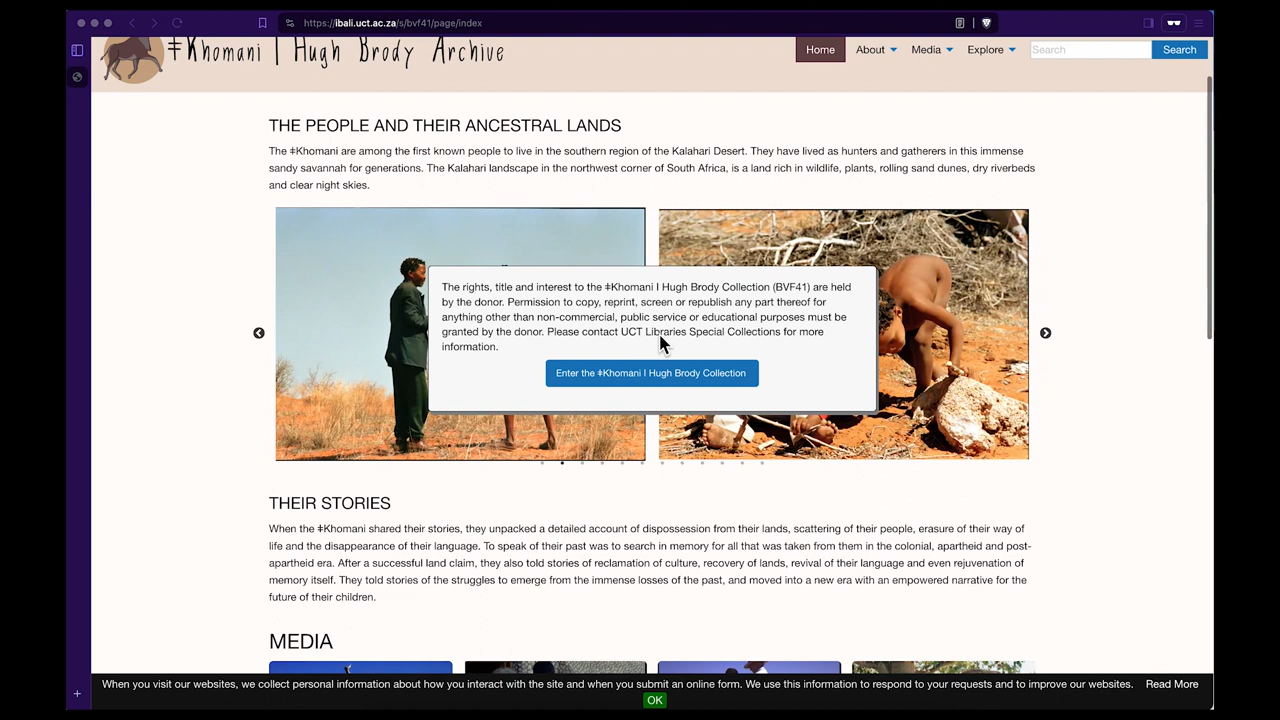 https://ibali.uct.ac.za/s/bvf41/page/index
ǂKhomani | Hugh Brody Archive
Home About Media Explore Search Search
THE PEOPLE AND THEIR ANCESTRAL LANDS
The ǂKhomani are among the first known people to live in the southern region of the Kalahari Desert. They have lived as hunters and gatherers in this immense
sandy savannah for generations. The Kalahari landscape in the northwest corner of South Africa, is a land rich in wildlife, plants, rolling sand dunes, dry riverbeds
and clear night skies.
The rights, title and interest to the ǂKhomani | Hugh Brody Collection (BVF41) are held
by the donor. Permission to copy, reprint, screen or republish any part thereof for
anything other than non-commercial, public service or educational purposes must be
granted by the donor. Please contact UCT Libraries Special Collections for more
information.
Enter the ǂKhomani | Hugh Brody Collection
THEIR STORIES
When the ǂKhomani shared their stories, they unpacked a detailed account of dispossession from their lands, scattering of their people, erasure of their way of
life and the disappearance of their language. To speak of their past was to search in memory for all that was taken from them in the colonial, apartheid and post-
apartheid era. After a successful land claim, they also told stories of reclamation of culture, recovery of lands, revival of their language and even rejuvenation of
memory itself. They told stories of the struggles to emerge from the immense losses of the past, and moved into a new era with an empowered narrative for the
future of their children.
MEDIA
When you visit our websites, we collect personal information about how you interact with the site and when you submit an online form. We use this information to respond to your requests and to improve our websites. Read More
OK